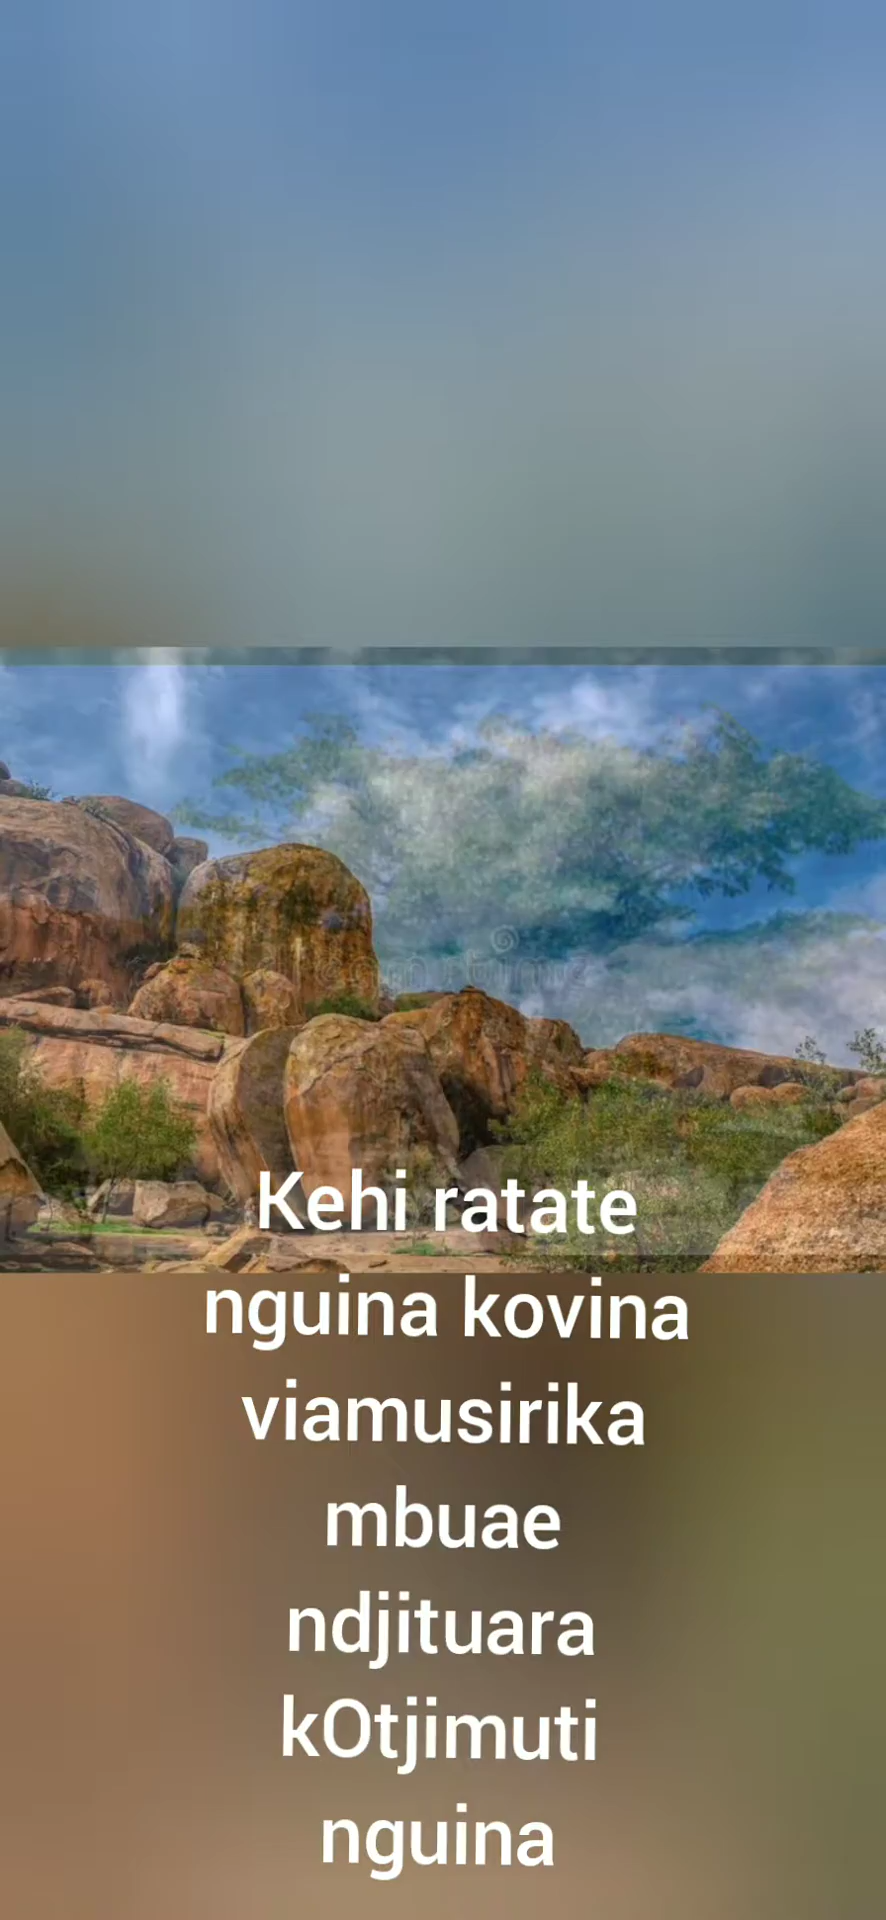 Kehi ratate
nguina kovina
viamusirika
mbuae
ndjituara
kOtjimuti
nguina